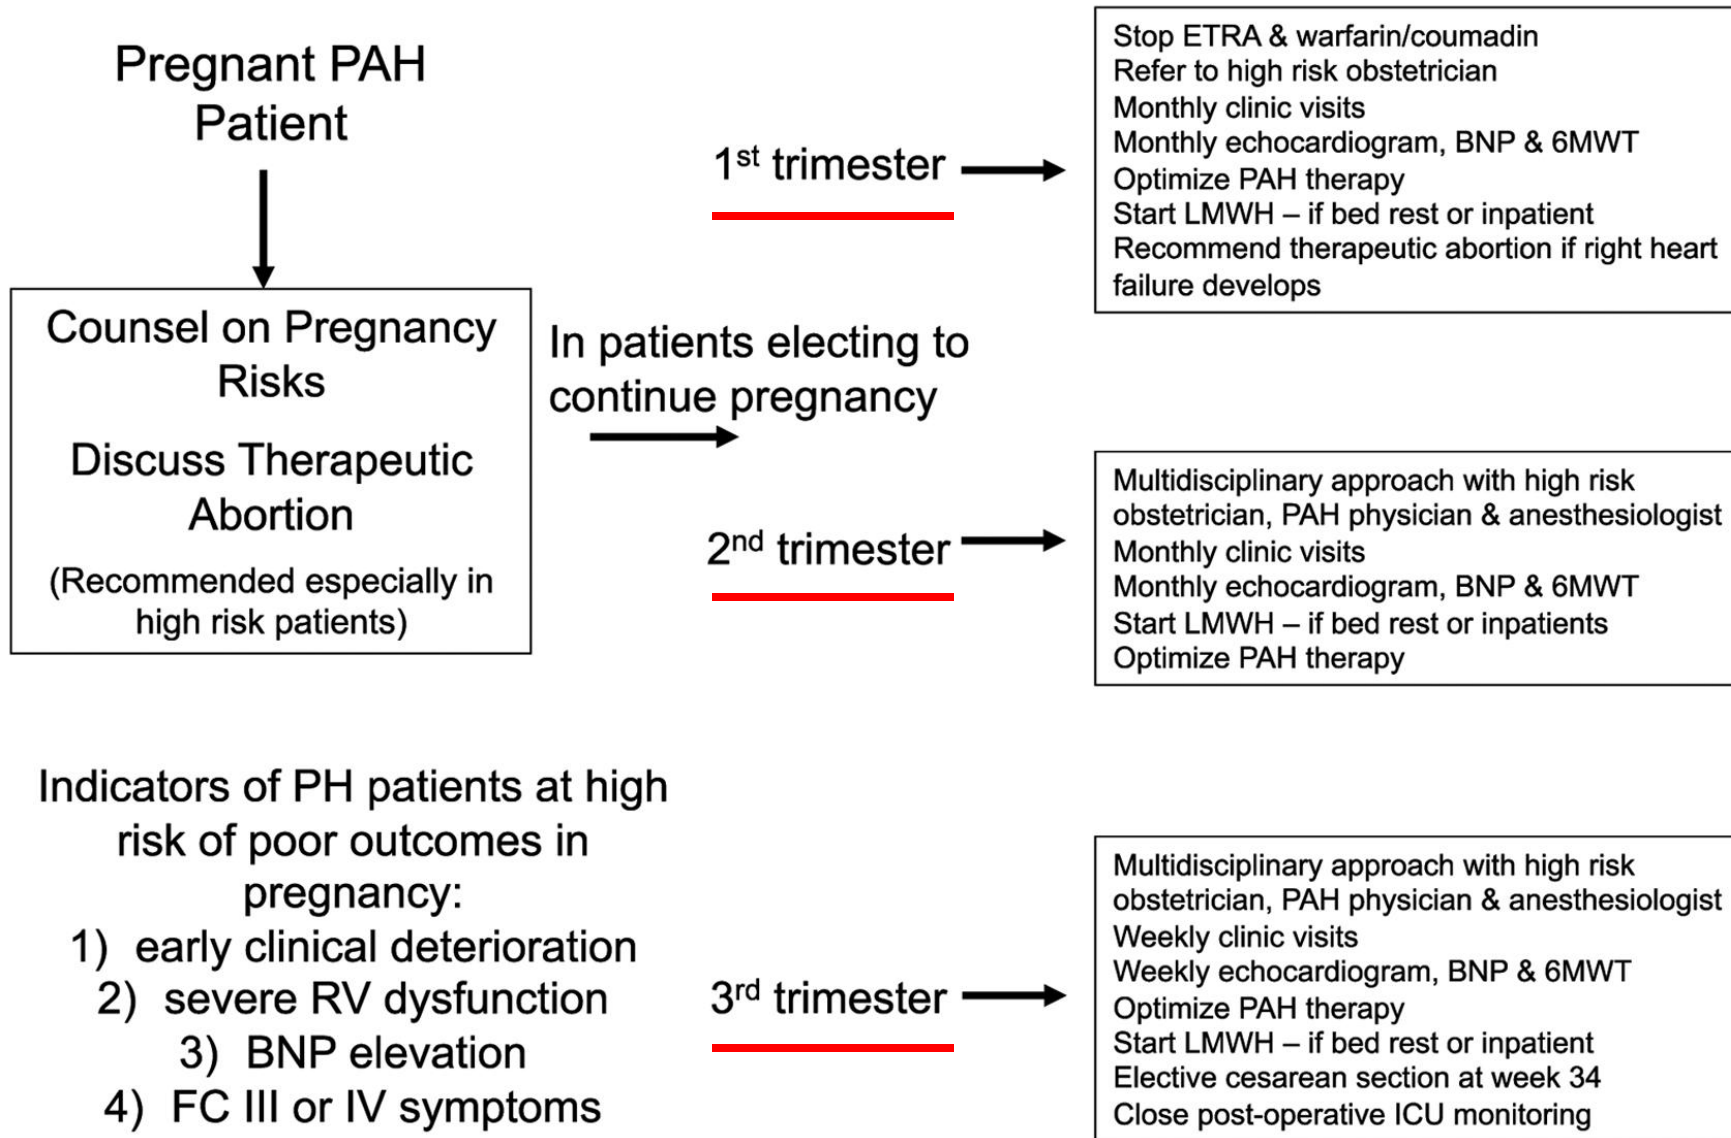 Pregnant PAH
Patient
Counsel on Pregnancy
Risks
Discuss Therapeutic
Abortion
(Recommended especially in
high risk patients)
In patients electing to
continue pregnancy
1st trimester
Stop ETRA & warfarin/coumadin
Refer to high risk obstetrician
Monthly clinic visits
Monthly echocardiogram, BNP & 6MWT
Optimize PAH therapy
Start LMWH – if bed rest or inpatient
Recommend therapeutic abortion if right heart
failure develops
2nd trimester
Multidisciplinary approach with high risk
obstetrician, PAH physician & anesthesiologist
Monthly clinic visits
Monthly echocardiogram, BNP & 6MWT
Start LMWH – if bed rest or inpatients
Optimize PAH therapy
Indicators of PH patients at high
risk of poor outcomes in
pregnancy:
1) early clinical deterioration
2) severe RV dysfunction
3) BNP elevation
4) FC III or IV symptoms
3rd trimester
Multidisciplinary approach with high risk
obstetrician, PAH physician & anesthesiologist
Weekly clinic visits
Weekly echocardiogram, BNP & 6MWT
Optimize PAH therapy
Start LMWH – if bed rest or inpatient
Elective cesarean section at week 34
Close post-operative ICU monitoring